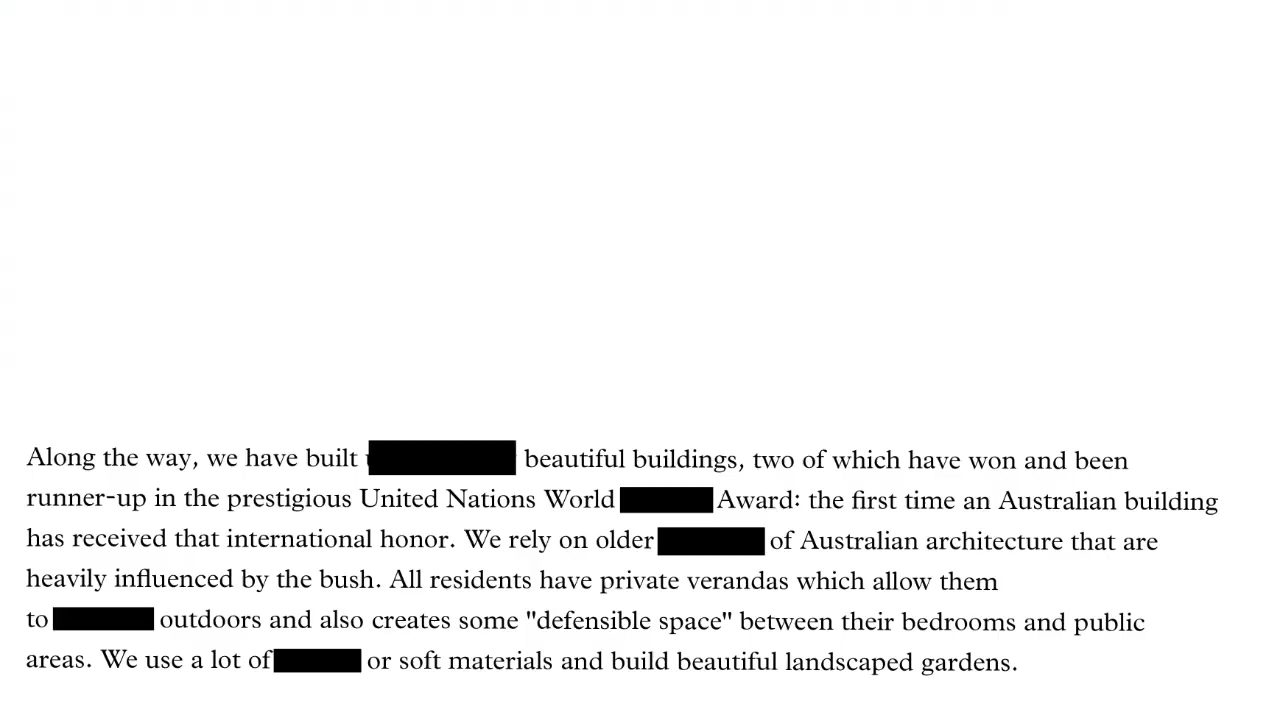 Along the way, we have built beautiful buildings, two of which have won and been
runner-up in the prestigious United Nations World Award: the first time an Australian building
has received that international honor. We rely on older of Australian architecture that are
heavily influenced by the bush. All residents have private verandas which allow them
to outdoors and also creates some "defensible space" between their bedrooms and public
areas. We use a lot of or soft materials and build beautiful landscaped gardens.